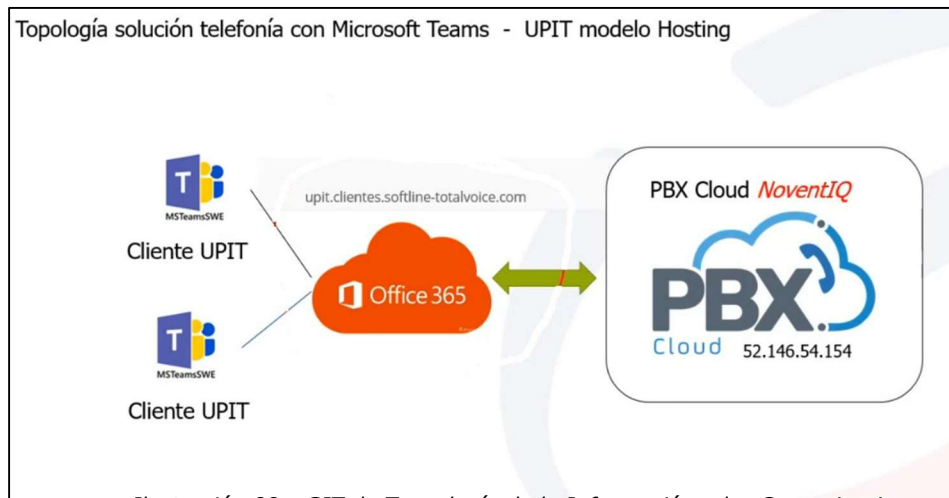 Topología solución telefonía con Microsoft Teams - UPIT modelo Hosting
T
MSTeamsSWE
Cliente UPIT
upit.clientes.softline-totalvoice.com
Office 365
PBX Cloud NoventIQ
PBX
Cloud
52.146.54.154
T
MSTeamsSWE
Cliente UPIT